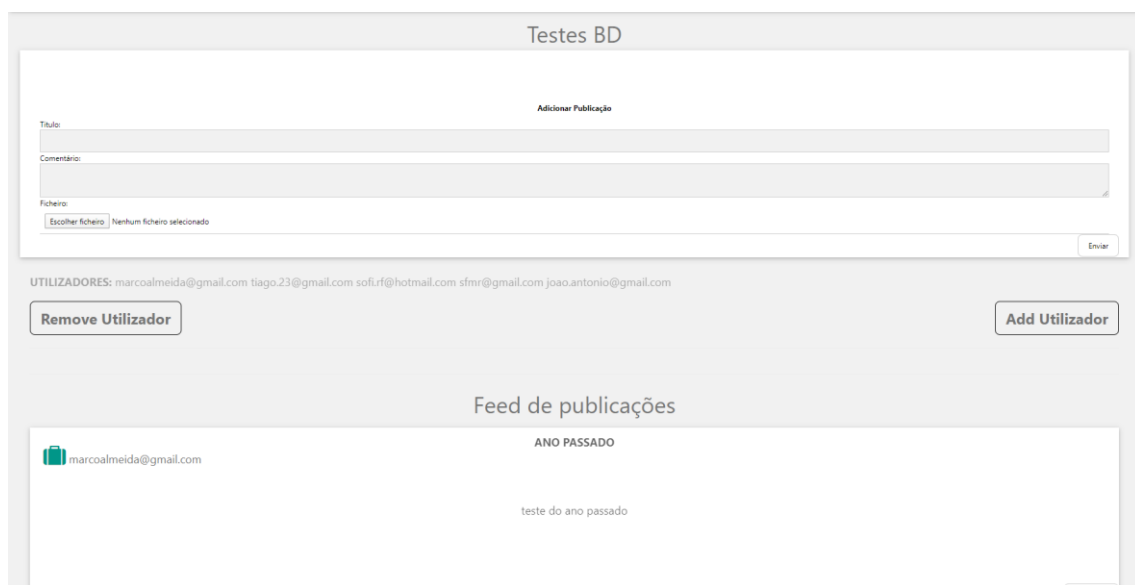 Testes BD
Adicionar Publicação
Titulo:
Comentário:
Ficheiro:
Escolher ficheiro Nenhum ficheiro selecionado
Enviar
UTILIZADORES: marcoalmeida@gmail.com tiago.23@gmail.com sofi.rf@hotmail.com sfmr@gmail.com joao.antonio@gmail.com
Remove Utilizador Add Utilizador
Feed de publicações
ANO PASSADO
marcoalmeida@gmail.com
teste do ano passado